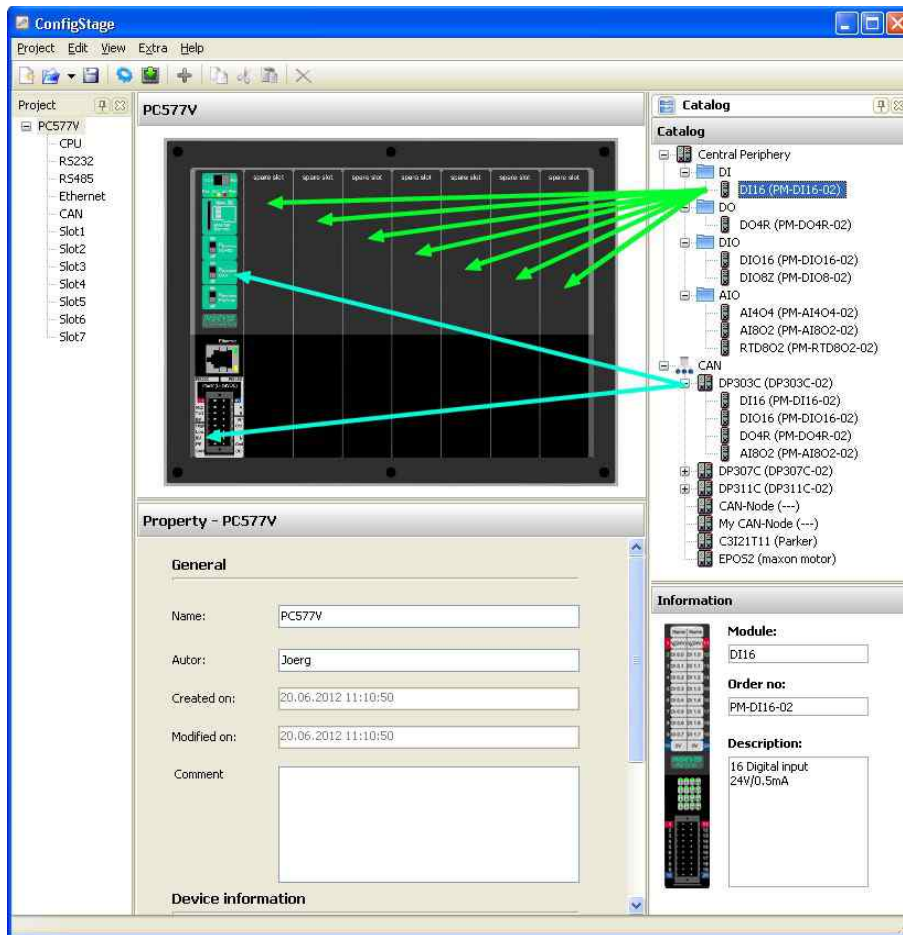 ConfigStage
Project Edit View Extra Help
Project
PC577V
CPU
RS232
RS485
Ethernet
CAN
Slot1
Slot2
Slot3
Slot4
Slot5
Slot6
Slot7
PC577V
spare slot spare slot spare slot spare slot spare slot spare slot spare slot
Ethernet
Property - PC577V
General
Name: PC577V
Autor: Joerg
Created on: 20.06.2012 11:10:50
Modified on: 20.06.2012 11:10:50
Comment
Device information
Catalog
Catalog
Central Periphery
DI
DI16 (PM-DI16-02)
DO
DO4R (PM-DO4R-02)
DIO
DIO16 (PM-DIO16-02)
DIO8Z (PM-DIO8-02)
AIO
AI4O4 (PM-AI4O4-02)
AI8O2 (PM-AI8O2-02)
RTD8O2 (PM-RTD8O2-02)
CAN
DP303C (DP303C-02)
DI16 (PM-DI16-02)
DIO16 (PM-DIO16-02)
DO4R (PM-DO4R-02)
AI8O2 (PM-AI8O2-02)
DP307C (DP307C-02)
DP311C (DP311C-02)
CAN-Node (---)
My CAN-Node (---)
C3I21T11 (Parker)
EPOS2 (maxon motor)
Information
Module:
DI16
Order no:
PM-DI16-02
Description:
16 Digital input
24V/0.5mA